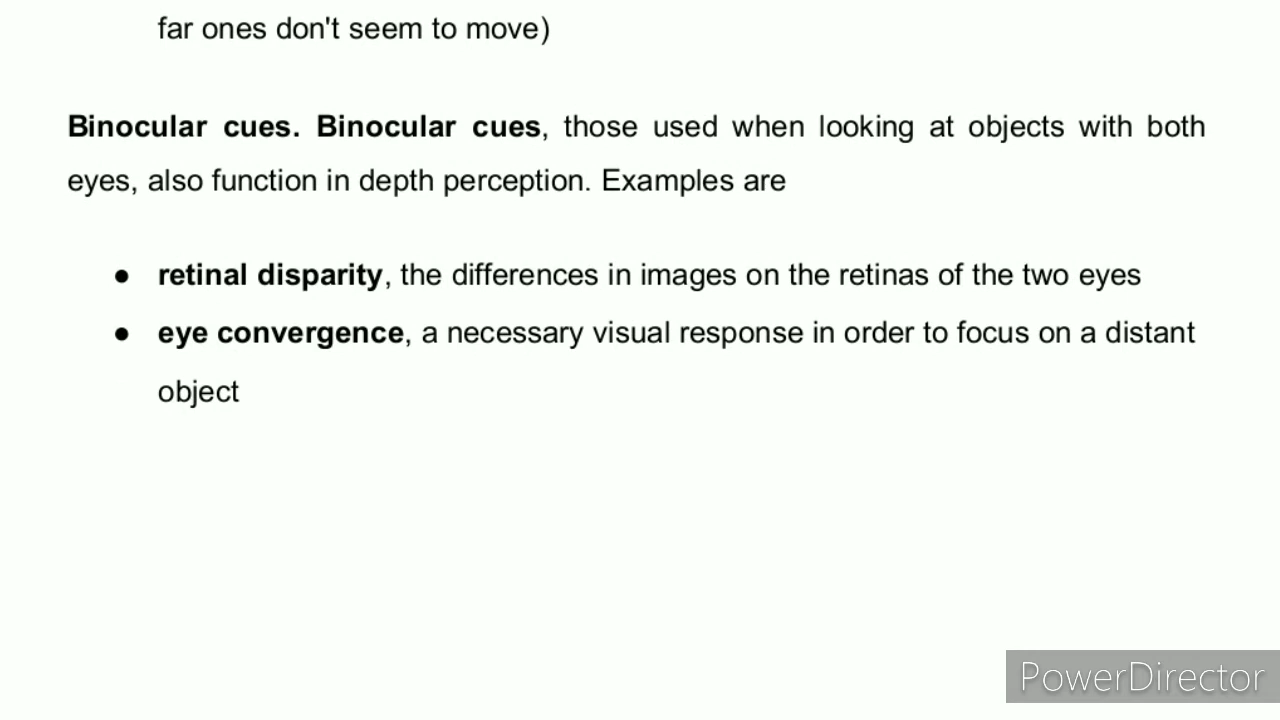 far ones don't seem to move)
Binocular cues. Binocular cues, those used when looking at objects with both
eyes, also function in depth perception. Examples are
● retinal disparity, the differences in images on the retinas of the two eyes
● eye convergence, a necessary visual response in order to focus on a distant
object
PowerDirector